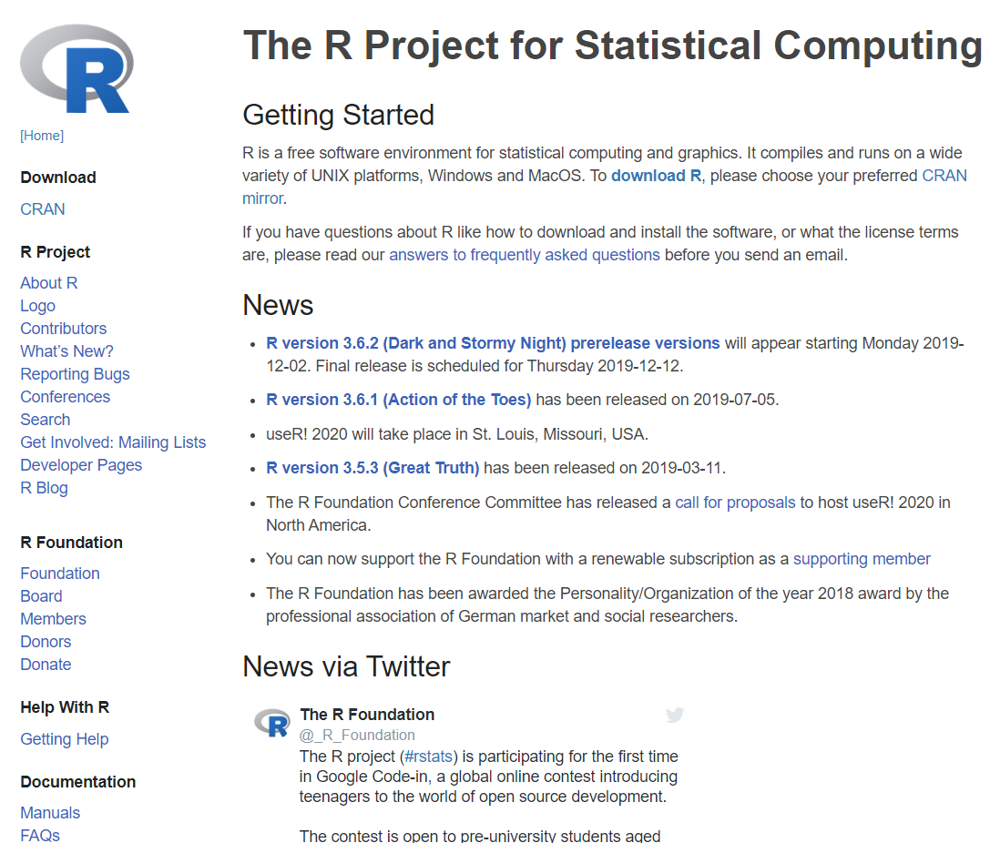 R
[Home]
Download
CRAN
R Project
About R
Logo
Contributors
What’s New?
Reporting Bugs
Conferences
Search
Get Involved: Mailing Lists
Developer Pages
R Blog
R Foundation
Foundation
Board
Members
Donors
Donate
Help With R
Getting Help
Documentation
Manuals
FAQs
The R Project for Statistical Computing
Getting Started
R is a free software environment for statistical computing and graphics. It compiles and runs on a wide
variety of UNIX platforms, Windows and MacOS. To download R, please choose your preferred CRAN
mirror.
If you have questions about R like how to download and install the software, or what the license terms
are, please read our answers to frequently asked questions before you send an email.
News
• R version 3.6.2 (Dark and Stormy Night) prerelease versions will appear starting Monday 2019-
12-02. Final release is scheduled for Thursday 2019-12-12.
• R version 3.6.1 (Action of the Toes) has been released on 2019-07-05.
• useR! 2020 will take place in St. Louis, Missouri, USA.
• R version 3.5.3 (Great Truth) has been released on 2019-03-11.
• The R Foundation Conference Committee has released a call for proposals to host useR! 2020 in
North America.
• You can now support the R Foundation with a renewable subscription as a supporting member
• The R Foundation has been awarded the Personality/Organization of the year 2018 award by the
professional association of German market and social researchers.
News via Twitter
R
The R Foundation
@_R_Foundation
The R project (#rstats) is participating for the first time
in Google Code-in, a global online contest introducing
teenagers to the world of open source development.
The contest is open to pre-university students aged